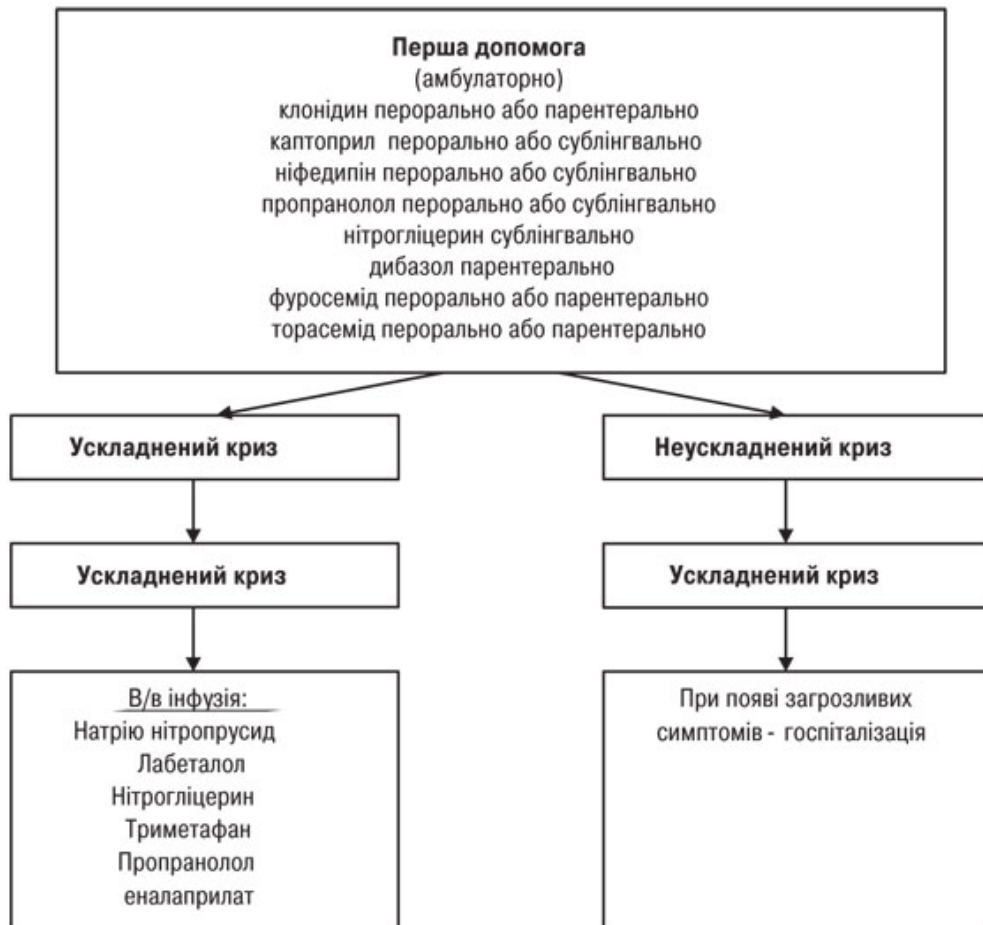 Перша допомога
(амбулаторно)
клонідин перорально або парентерально
каптоприл перорально або сублінгвально
ніфедипін перорально або сублінгвально
пропранолол перорально або сублінгвально
нітрогліцерин сублінгвально
дибазол парентерально
фуросемід перорально або парентерально
торасемід перорально або парентерально
Ускладнений криз
Неускладнений криз
Ускладнений криз
Ускладнений криз
В/в інфузія:
Натрію нітропрусид
Лабеталол
Нітрогліцерин
Триметафан
Пропранолол
еналаприлат
При появі загрозливих
симптомів - госпіталізація